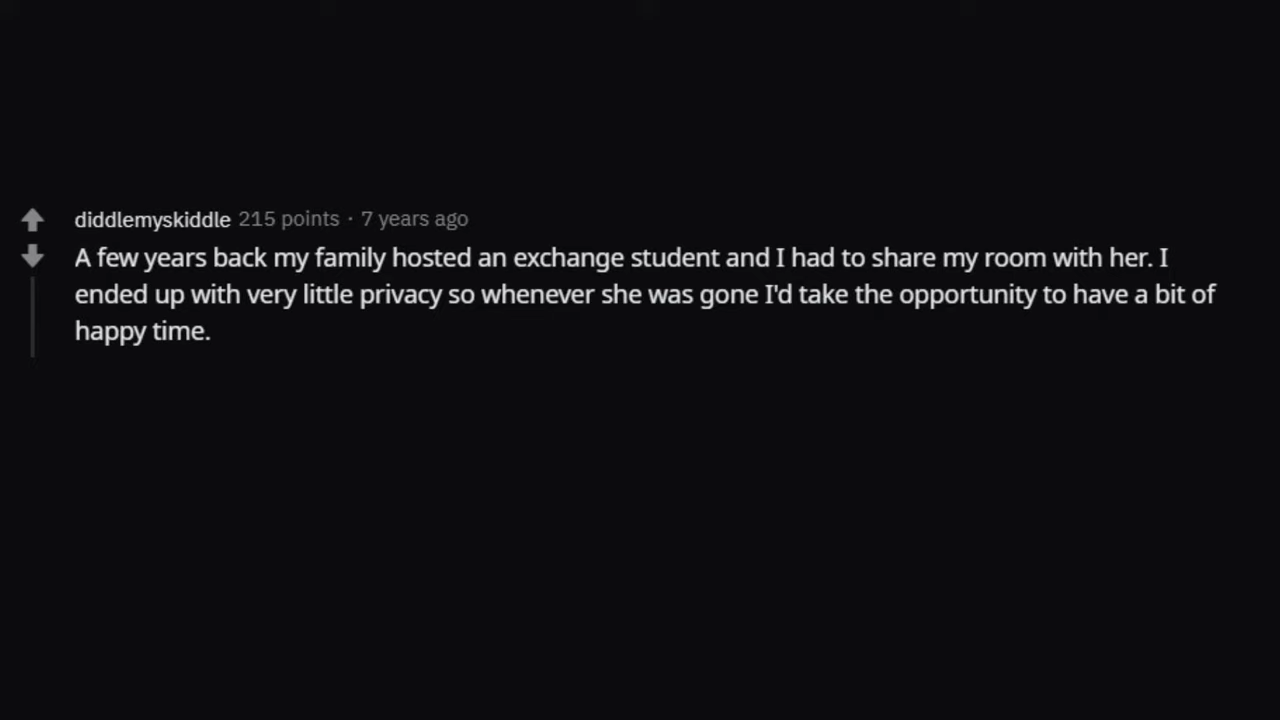 diddlemyskiddle 215 points · 7 years ago
A few years back my family hosted an exchange student and I had to share my room with her. I
ended up with very little privacy so whenever she was gone I'd take the opportunity to have a bit of
happy time.